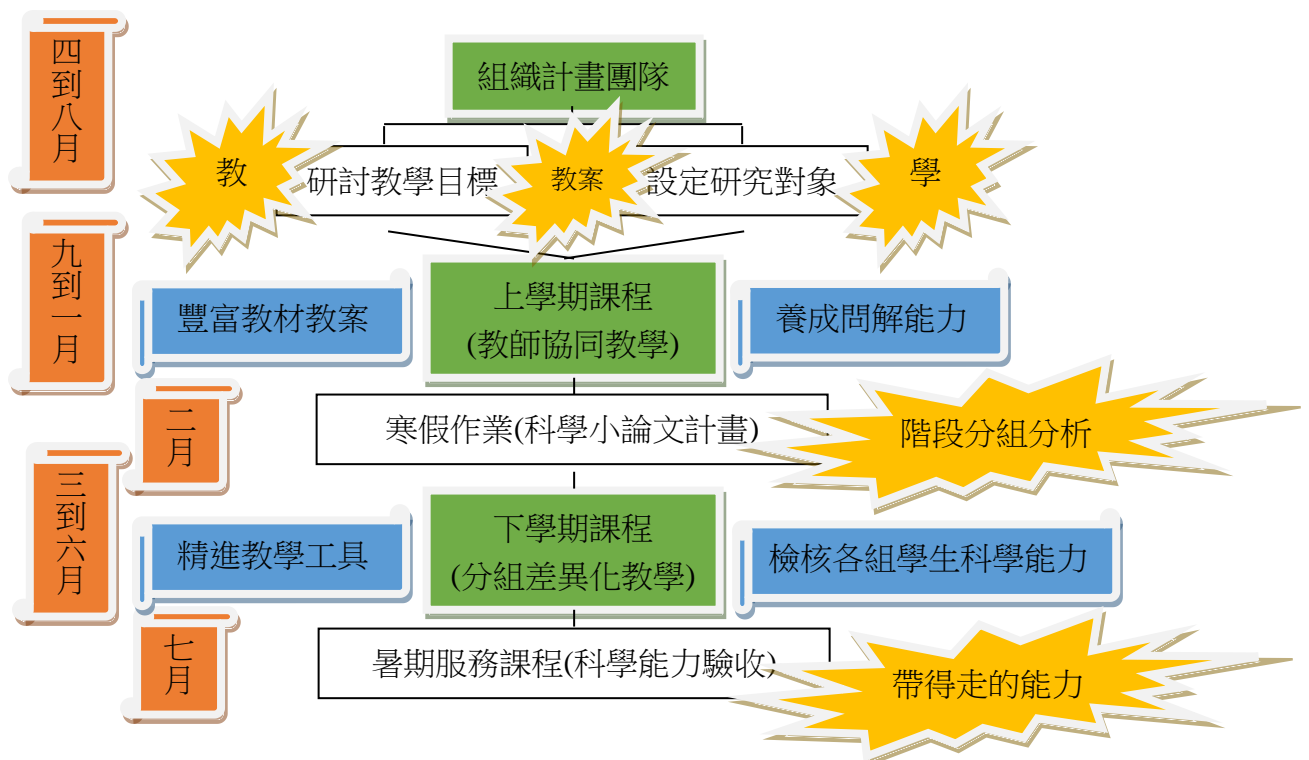 四到八月
組織計畫團隊
教
研討教學目標
教案
設定研究對象
學
九到一月
豐富教材教案
上學期課程
(教師協同教學)
養成問解能力
二月
寒假作業(科學小論文計畫)
階段分組分析
三到六月
精進教學工具
下學期課程
(分組差異化教學)
檢核各組學生科學能力
七月
暑期服務課程(科學能力驗收)
帶得走的能力